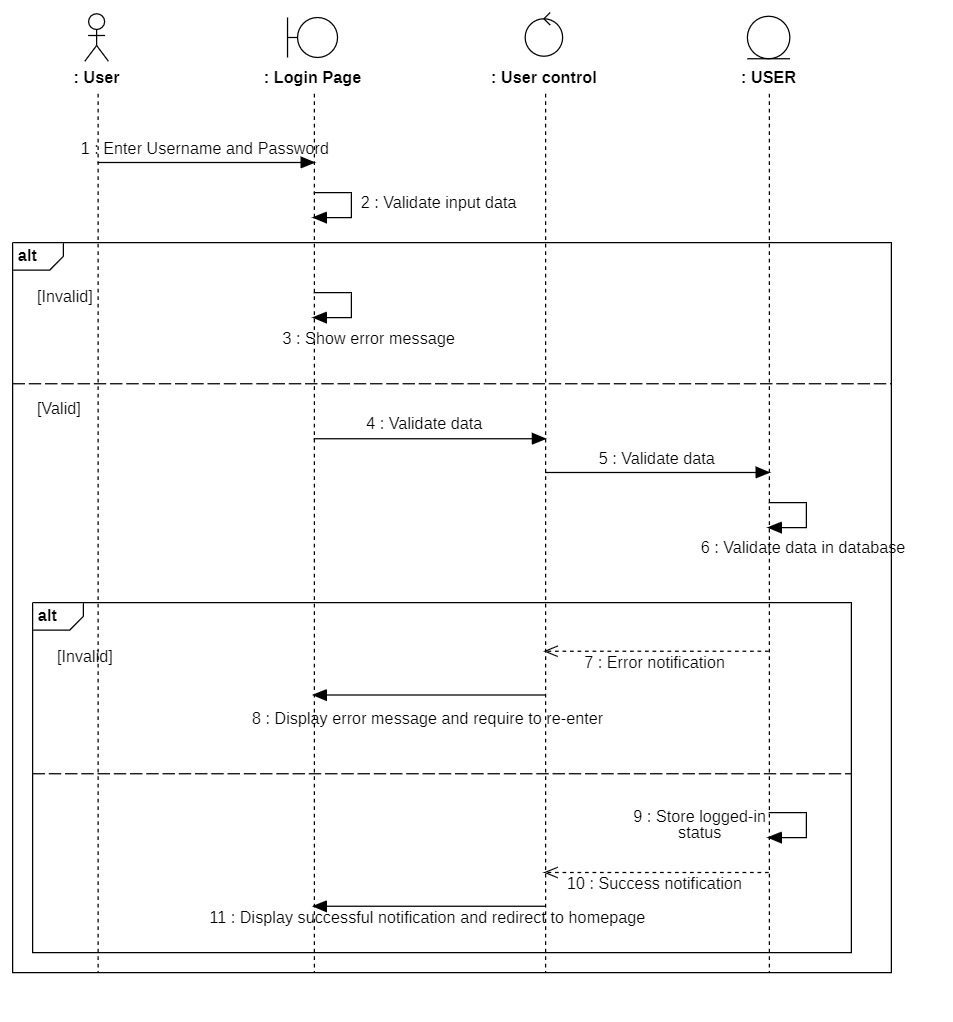 : User
: Login Page
: User control
: USER
1 : Enter Username and Password
2 : Validate input data
alt
[Invalid]
3 : Show error message
[Valid]
4 : Validate data
5 : Validate data
6 : Validate data in database
alt
[Invalid]
7 : Error notification
8 : Display error message and require to re-enter
9 : Store logged-in
status
10 : Success notification
11 : Display successful notification and redirect to homepage